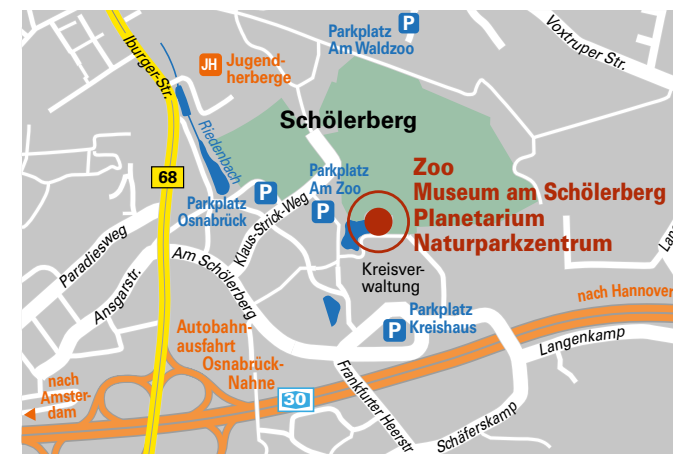 Iburger-Str.
JH
Jugend-
herberge
Parkplatz
Am Waldzoo
P
Voxtruper Str.
Schölerberg
Riedenbach
68
P
Parkplatz
Osnabrück
Klaus-Strick-Weg
Parkplatz
Am Zoo
P
Zoo
Museum am Schölerberg
Planetarium
Naturparkzentrum
Kreisver-
waltung
Paradiesweg
Ansgarstr.
Am Schölerberg
P
Parkplatz
Kreishaus
nach Hannover
Langenkamp
Autobahn-
ausfahrt
Osnabrück-
Nahne
nach
Amster-
dam
30
Frankfurter Heerstr
Schäferskamp